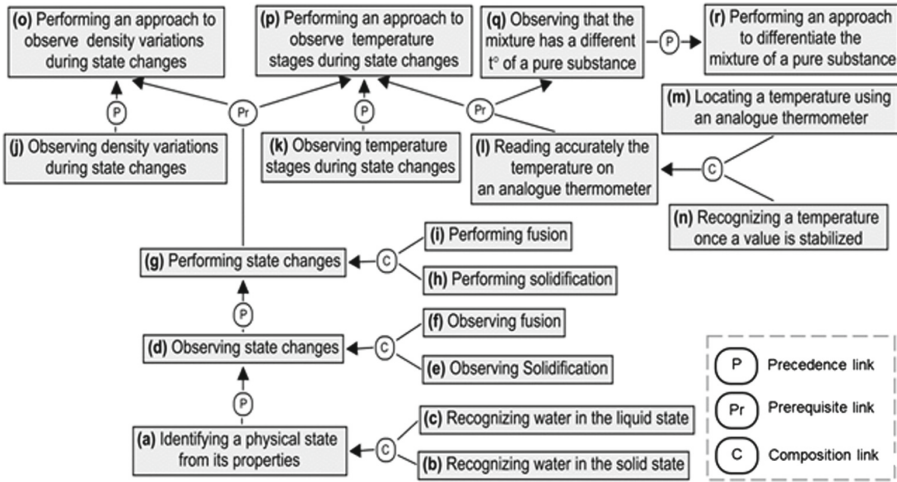 (o) Performing an approach to
observe density variations
during state changes
(p) Performing an approach to
observe temperature
stages during state changes
(q) Observing that the
mixture has a different
t° of a pure substance
P
(r) Performing an approach
to differentiate the
mixture of a pure substance
P
Pr
P
Pr
(m) Locating a temperature using
an analogue thermometer
(j) Observing density variations
during state changes
(k) Observing temperature
stages during state changes
(l) Reading accurately the
temperature on
an analogue thermometer
C
(n) Recognizing a temperature
once a value is stabilized
(g) Performing state changes
C
(i) Performing fusion
(h) Performing solidification
P
(d) Observing state changes
C
(f) Observing fusion
(e) Observing Solidification
P
(a) Identifying a physical state
from its properties
C
(c) Recognizing water in the liquid state
(b) Recognizing water in the solid state
P Precedence link
Pr Prerequisite link
C Composition link